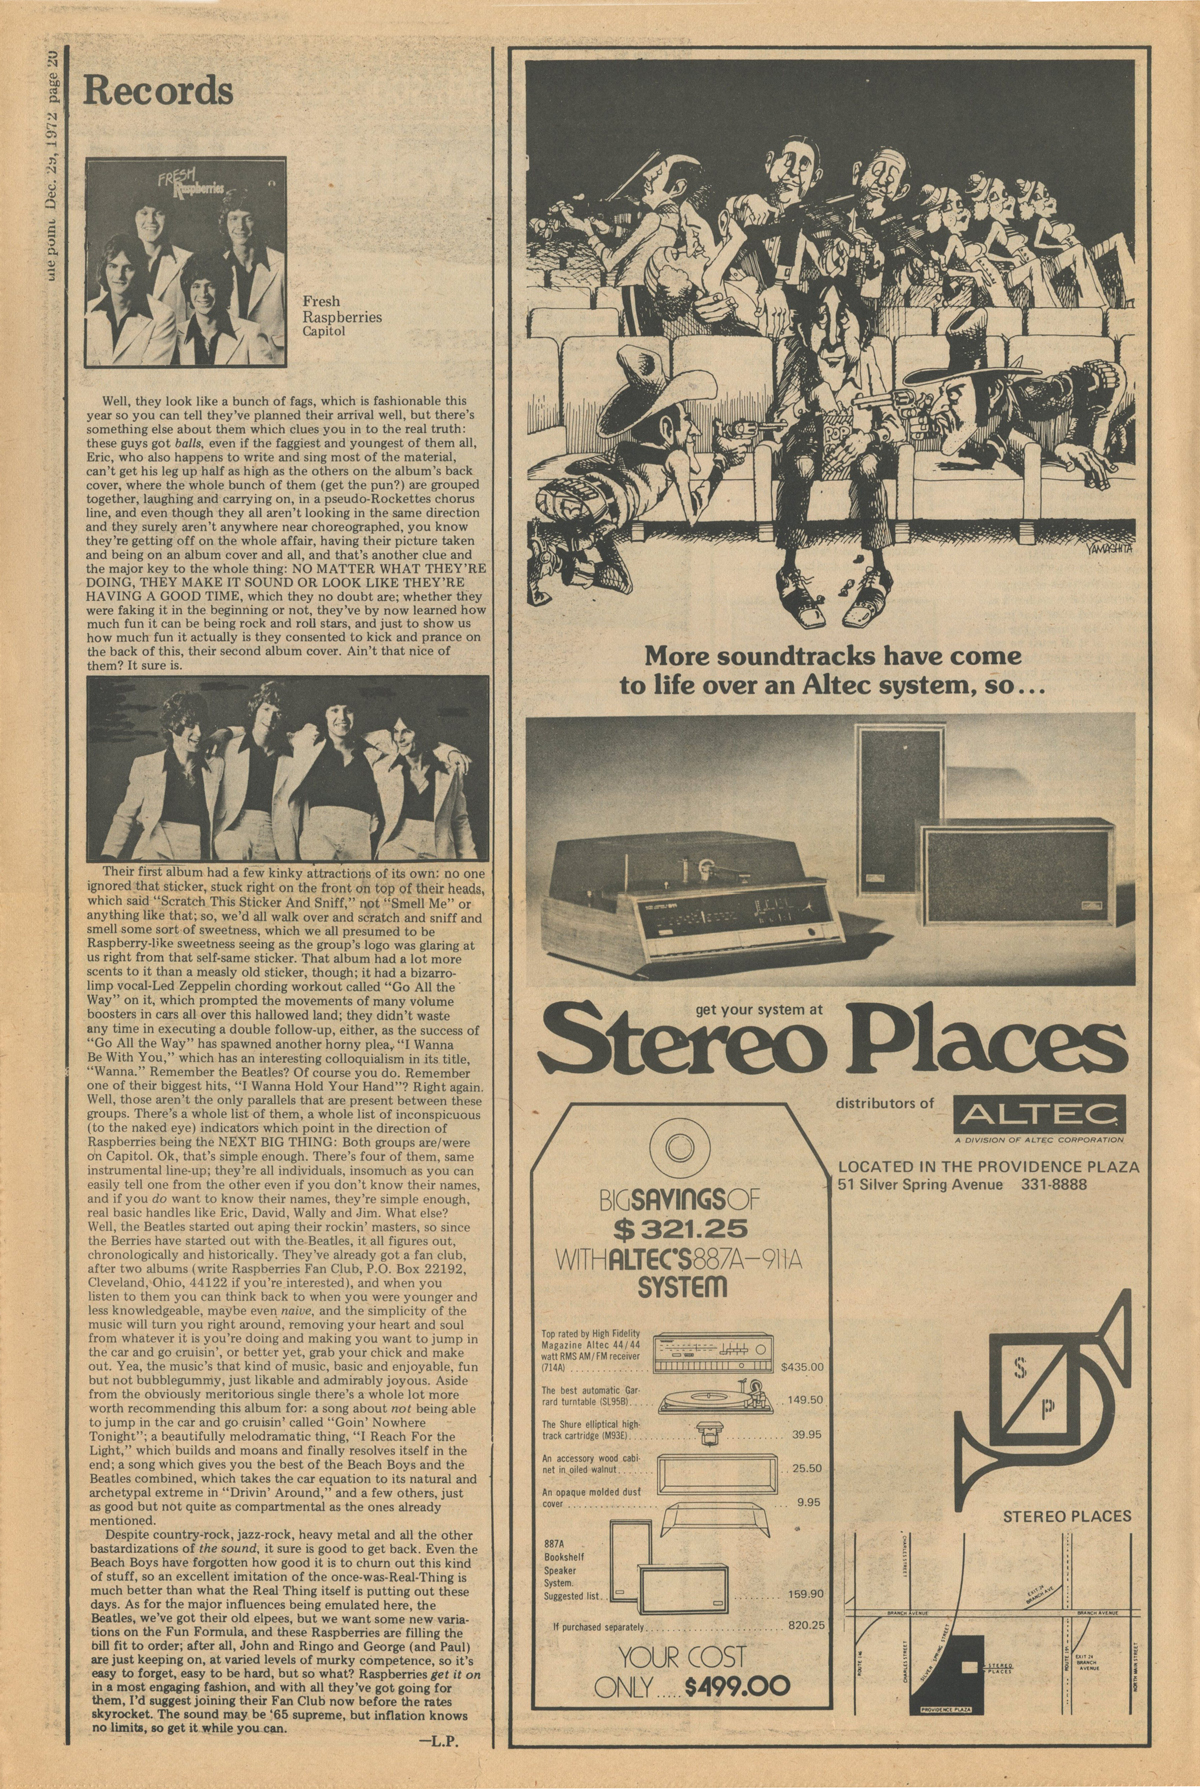 the point Dec. 29, 1972 page 20
Records
FRESH
Raspberries
Fresh
Raspberries
Capitol
Well, they look like a bunch of fags, which is fashionable this
year so you can tell they've planned their arrival well, but there's
something else about them which clues you in to the real truth:
these guys got balls, even if the faggiest and youngest of them all,
Eric, who also happens to write and sing most of the material,
can't get his leg up half as high as the others on the album's back
cover, where the whole bunch of them (get the pun?) are grouped
together, laughing and carrying on, in a pseudo-Rockettes chorus
line, and even though they all aren't looking in the same direction
and they surely aren't anywhere near choreographed, you know
they're getting off on the whole affair, having their picture taken
and being on an album cover and all, and that's another clue and
the major key to the whole thing: NO MATTER WHAT THEY'RE
DOING, THEY MAKE IT SOUND OR LOOK LIKE THEY'RE
HAVING A GOOD TIME, which they no doubt are; whether they
were faking it in the beginning or not, they've by now learned how
much fun it can be being rock and roll stars, and just to show us
how much fun it actually is they consented to kick and prance on
the back of this, their second album cover. Ain't that nice of
them? It sure is.
Their first album had a few kinky attractions of its own: no one
ignored that sticker, stuck right on the front on top of their heads,
which said "Scratch This Sticker And Sniff," not "Smell Me" or
anything like that; so, we'd all walk over and scratch and sniff and
smell some sort of sweetness, which we all presumed to be
Raspberry-like sweetness seeing as the group's logo was glaring at
us right from that self-same sticker. That album had a lot more
scents to it than a measly old sticker, though; it had a bizarro-
limp vocal-Led Zeppelin chording workout called "Go All the
Way" on it, which prompted the movements of many volume
boosters in cars all over this hallowed land; they didn't waste
any time in executing a double follow-up, either, as the success of
"Go All the Way" has spawned another horny plea, "I Wanna
Be With You," which has an interesting colloquialism in its title,
"Wanna." Remember the Beatles? Of course you do. Remember
one of their biggest hits, "I Wanna Hold Your Hand"? Right again.
Well, those aren't the only parallels that are present between these
groups. There's a whole list of them, a whole list of inconspicuous
(to the naked eye) indicators which point in the direction of
Raspberries being the NEXT BIG THING: Both groups are/were
on Capitol. Ok, that's simple enough. There's four of them, same
instrumental line-up; they're all individuals, insomuch as you can
easily tell one from the other even if you don't know their names,
and if you do want to know their names, they're simple enough,
real basic handles like Eric, David, Wally and Jim. What else?
Well, the Beatles started out aping their rockin' masters, so since
the Berries have started out with the Beatles, it all figures out,
chronologically and historically. They've already got a fan club,
after two albums (write Raspberries Fan Club, P.O. Box 22192,
Cleveland, Ohio, 44122 if you're interested), and when you
listen to them you can think back to when you were younger and
less knowledgeable, maybe even naive, and the simplicity of the
music will turn you right around, removing your heart and soul
from whatever it is you're doing and making you want to jump in
the car and go cruisin', or better yet, grab your chick and make
out. Yea, the music's that kind of music, basic and enjoyable, fun
but not bubblegummy, just likable and admirably joyous. Aside
from the obviously meritorious single there's a whole lot more
worth recommending this album for: a song about not being able
to jump in the car and go cruisin' called "Goin' Nowhere
Tonight"; a beautifully melodramatic thing, "I Reach For the
Light," which builds and moans and finally resolves itself in the
end; a song which gives you the best of the Beach Boys and the
Beatles combined, which takes the car equation to its natural and
archetypal extreme in "Drivin' Around," and a few others, just
as good but not quite as compartmental as the ones already
mentioned.
Despite country-rock, jazz-rock, heavy metal and all the other
bastardizations of the sound, it sure is good to get back. Even the
Beach Boys have forgotten how good it is to churn out this kind
of stuff, so an excellent imitation of the once-was-Real-Thing is
much better than what the Real Thing itself is putting out these
days. As for the major influences being emulated here, the
Beatles, we've got their old elpees, but we want some new varia-
tions on the Fun Formula, and these Raspberries are filling the
bill fit to order; after all, John and Ringo and George (and Paul)
are just keeping on, at varied levels of murky competence, so it's
easy to forget, easy to be hard, but so what? Raspberries get it on
in a most engaging fashion, and with all they've got going for
them, I'd suggest joining their Fan Club now before the rates
skyrocket. The sound may be '65 supreme, but inflation knows
no limits, so get it while you can.
—L.P.
POP
YAMASHITA
More soundtracks have come
to life over an Altec system, so...
get your system at
Stereo Places
distributors of
ALTEC
A DIVISION OF ALTEC CORPORATION
LOCATED IN THE PROVIDENCE PLAZA
51 Silver Spring Avenue 331-8888
BIG SAVINGS OF
$321.25
WITH ALTEC'S 887A-911A
SYSTEM
Top rated by High Fidelity
Magazine Altec 44/44
watt RMS AM/FM receiver
(714A) $435.00
The best automatic Gar-
rard turntable (SL95B) 149.50
The Shure elliptical high-
track cartridge (M93E) 39.95
An accessory wood cabi-
net in oiled walnut 25.50
An opaque molded dust
cover 9.95
887A
Bookshelf
Speaker
System.
Suggested list 159.90
If purchased separately 820.25
YOUR COST
ONLY ..... $499.00
S
P
STEREO PLACES
CHARLES STREET
EXIT 24
BRANCH AVE.
BRANCH AVENUE
BRANCH AVENUE
ROUTE 146
CHARLES STREET
SILVER SPRING STREET
STEREO
PLACES
ROUTE 195
EXIT 24
BRANCH
AVENUE
NORTH MAIN STREET
PROVIDENCE PLAZA